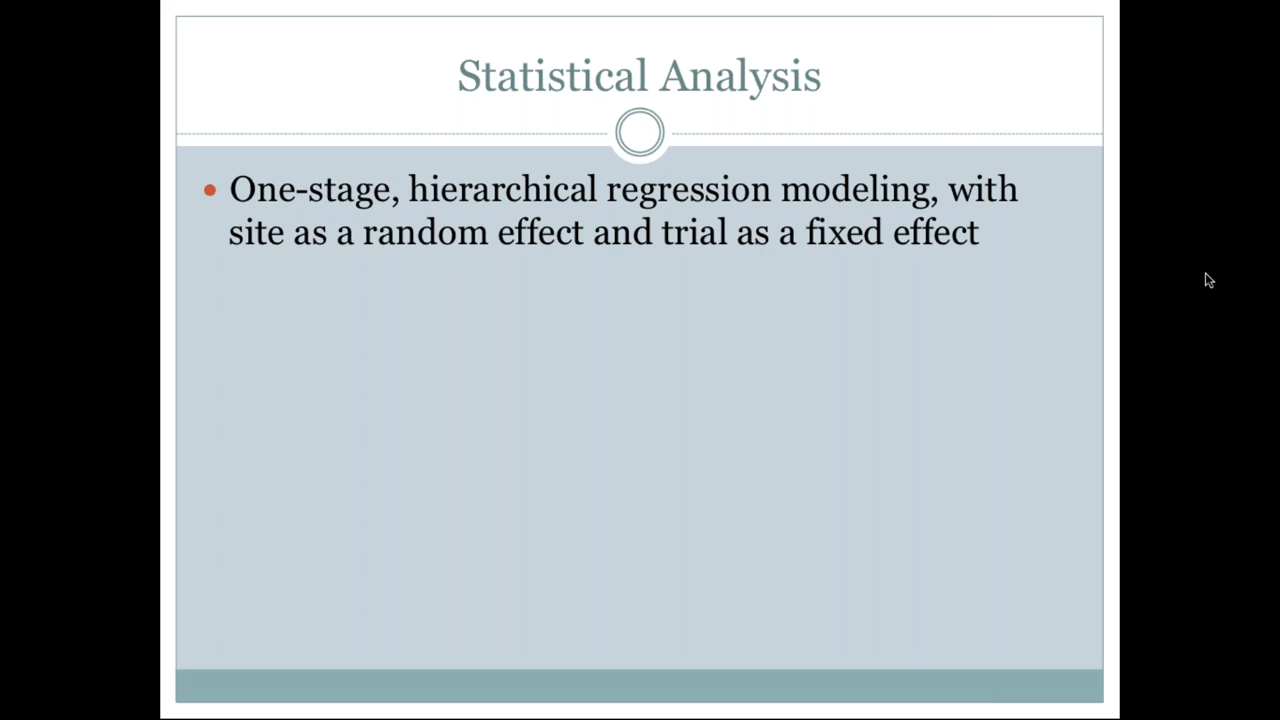 Statistical Analysis
One-stage, hierarchical regression modeling, with
site as a random effect and trial as a fixed effect